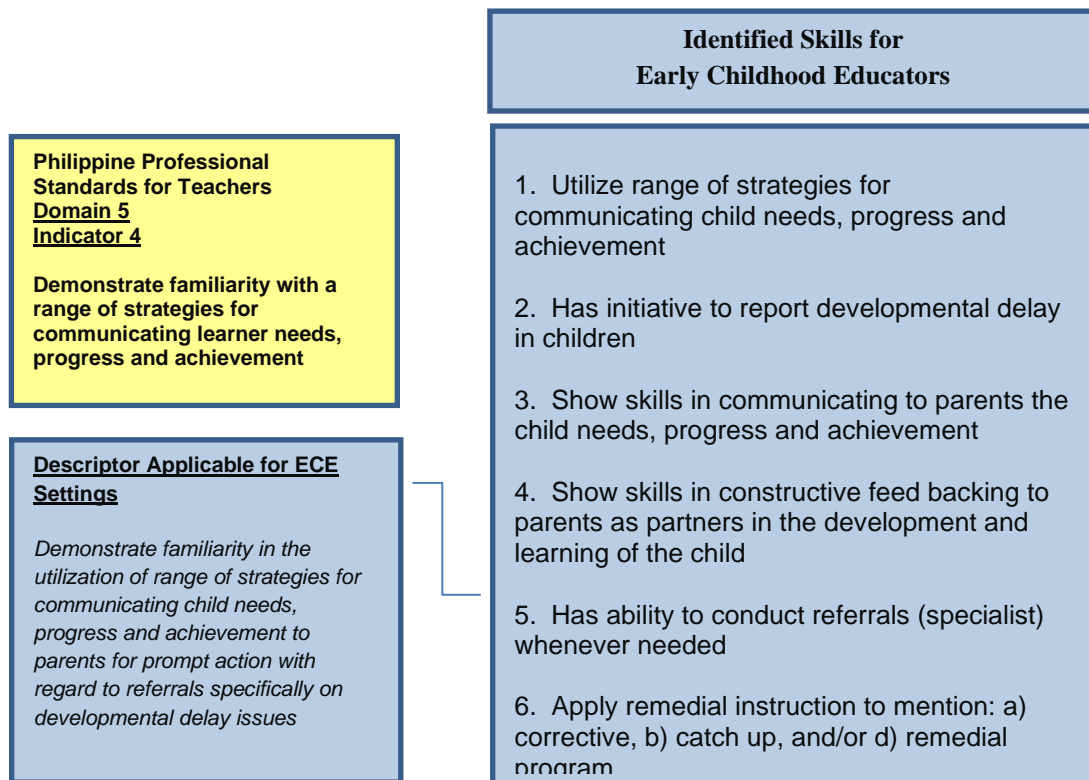 Identified Skills for
Early Childhood Educators
Philippine Professional
Standards for Teachers
Domain 5
Indicator 4
Demonstrate familiarity with a
range of strategies for
communicating learner needs,
progress and achievement
Descriptor Applicable for ECE
Settings
Demonstrate familiarity in the
utilization of range of strategies for
communicating child needs,
progress and achievement to
parents for prompt action with
regard to referrals specifically on
developmental delay issues
1. Utilize range of strategies for
communicating child needs, progress and
achievement
2. Has initiative to report developmental delay
in children
3. Show skills in communicating to parents the
child needs, progress and achievement
4. Show skills in constructive feed backing to
parents as partners in the development and
learning of the child
5. Has ability to conduct referrals (specialist)
whenever needed
6. Apply remedial instruction to mention: a)
corrective, b) catch up, and/or d) remedial
program